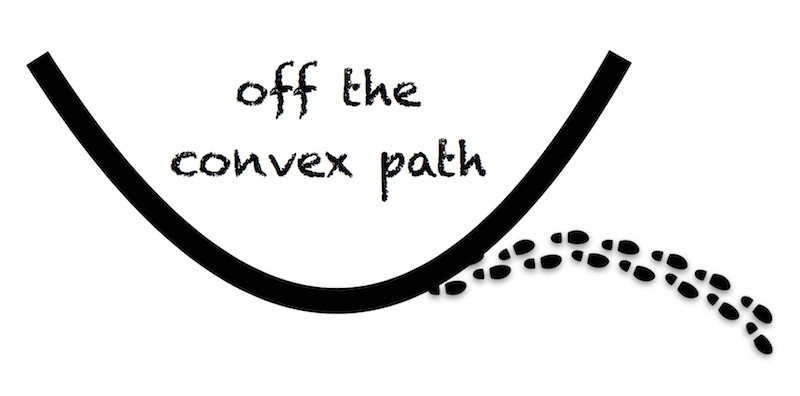 off the
convex path